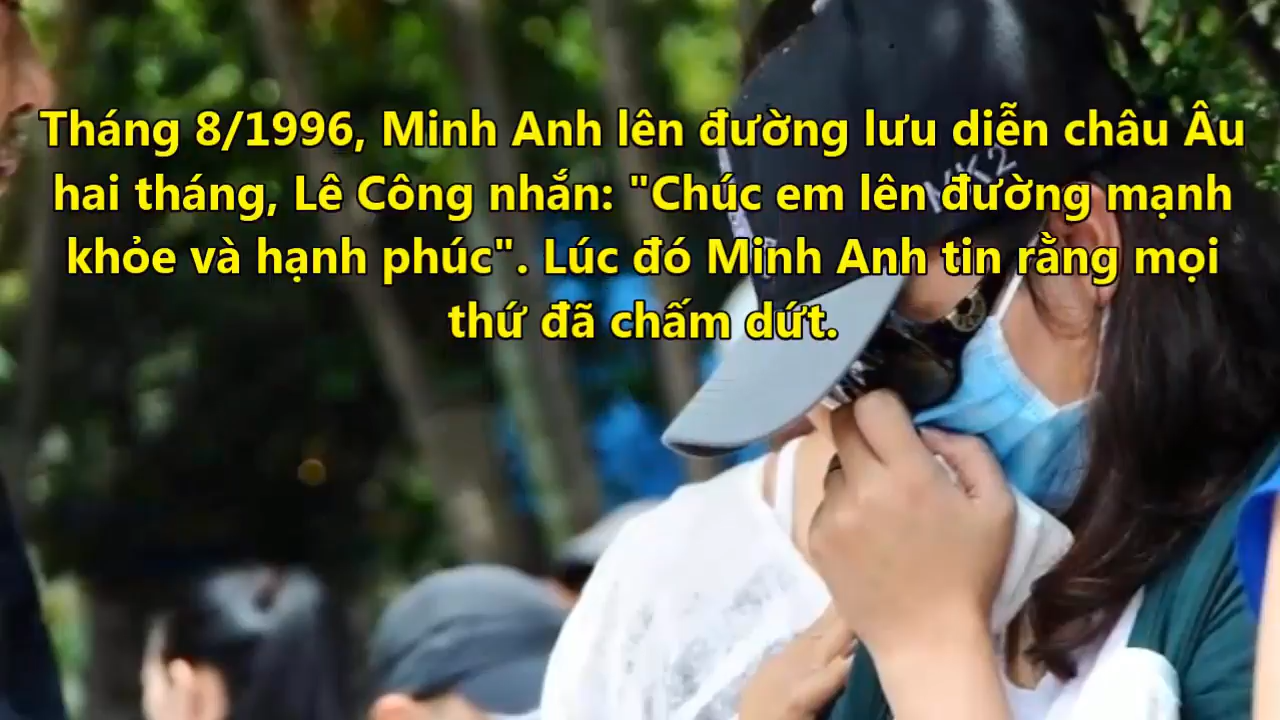 Tháng 8/1996, Minh Anh lên đường lưu diễn châu Âu
hai tháng, Lê Công nhắn: "Chúc em lên đường mạnh
khỏe và hạnh phúc". Lúc đó Minh Anh tin rằng mọi
thứ đã chấm dứt.
MK2